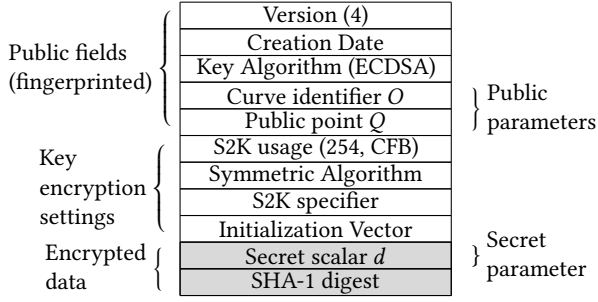 Public fields
(fingerprinted)
Key
encryption
settings
Encrypted
data
Version (4)
Creation Date
Key Algorithm (ECDSA)
Curve identifier O
Public point Q
S2K usage (254, CFB)
Symmetric Algorithm
S2K specifier
Initialization Vector
Secret scalar d
SHA-1 digest
Public
parameters
Secret
parameter